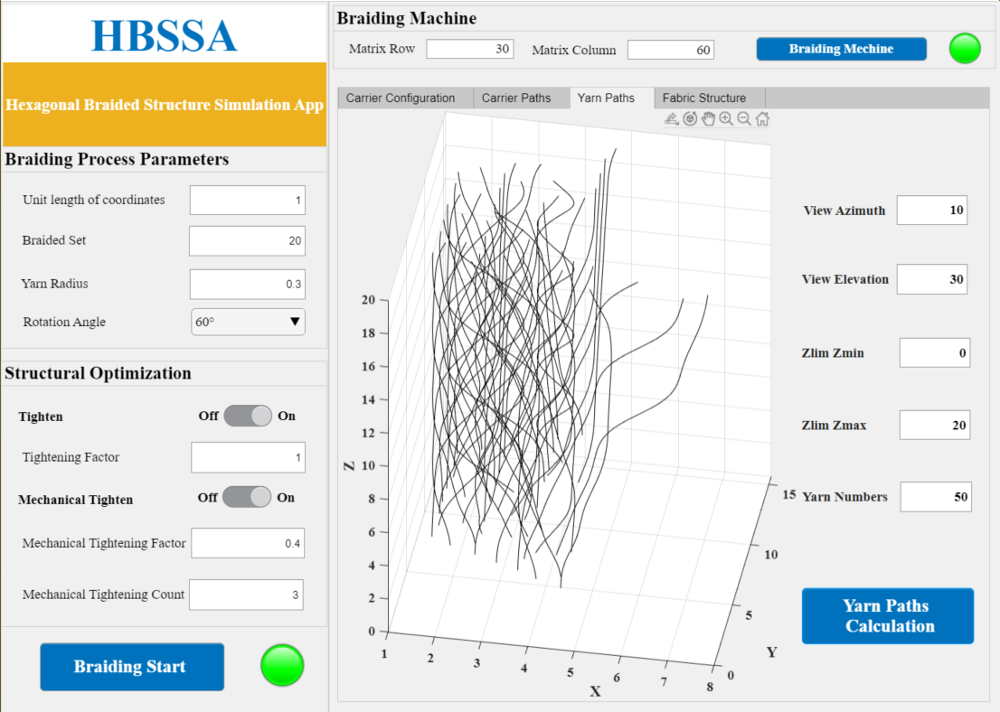 HBSSA
Hexagonal Braided Structure Simulation App
Braiding Process Parameters
Unit length of coordinates 1
Braided Set 20
Yarn Radius 0.3
Rotation Angle 60°
Structural Optimization
Tighten Off On
Tightening Factor 1
Mechanical Tighten Off On
Mechanical Tightening Factor 0.4
Mechanical Tightening Count 3
Braiding Start
Braiding Machine
Matrix Row 30 Matrix Column 60 Braiding Mechine
Carrier Configuration Carrier Paths Yarn Paths Fabric Structure
20
18
16
14
12
10
8
6
4
2
0
Z
1 2 3 4 5 6 7 8
X
0
5
10
15
Y
View Azimuth 10
View Elevation 30
Zlim Zmin 0
Zlim Zmax 20
Yarn Numbers 50
Yarn Paths
Calculation